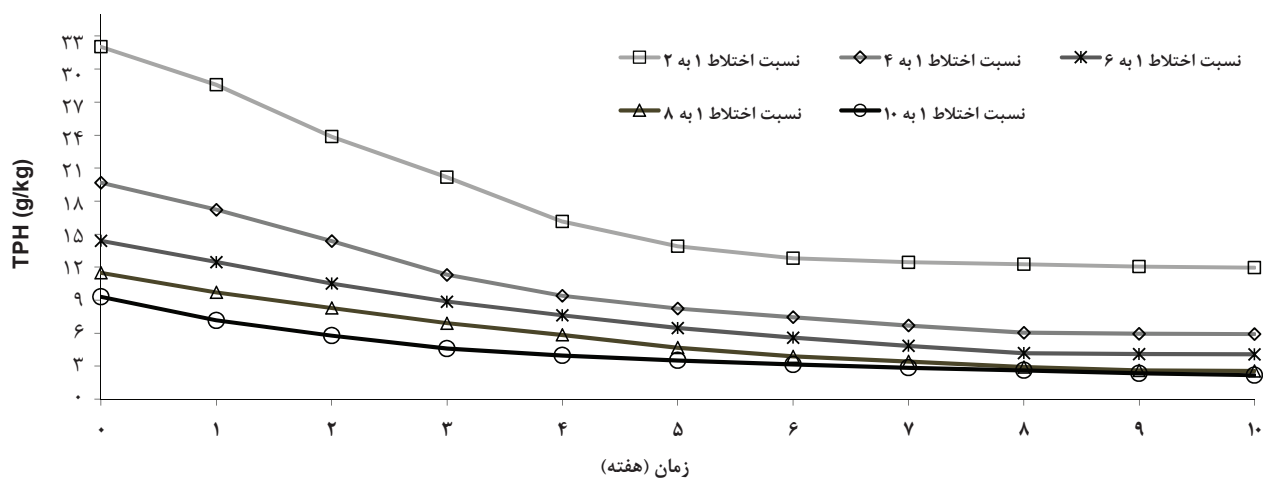 نسبت اختلاط ۱ به ۲
نسبت اختلاط ۱ به ۴
نسبت اختلاط ۱ به ۶
نسبت اختلاط ۱ به ۸
نسبت اختلاط ۱ به ۱۰
TPH (g/kg)
۳۳
۳۰
۲۷
۲۴
۲۱
۱۸
۱۵
۱۲
۹
۶
۳
۰
۰ ۱ ۲ ۳ ۴ ۵ ۶ ۷ ۸ ۹ ۱۰
زمان (هفته)